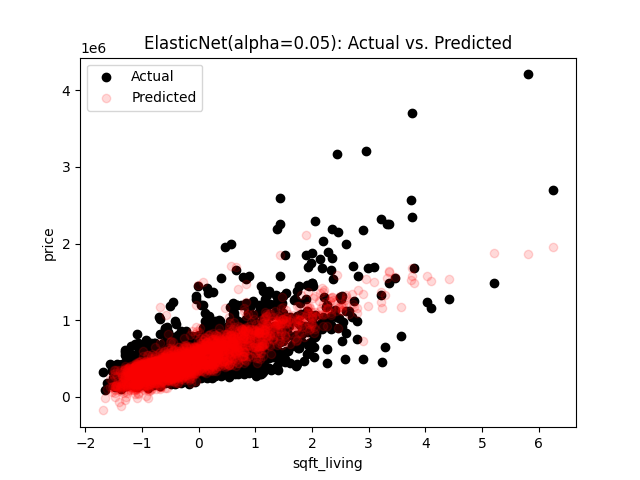 ElasticNet(alpha=0.05): Actual vs. Predicted
1e6
Actual
Predicted
4
3
2
1
0
price
−2 −1 0 1 2 3 4 5 6
sqft_living